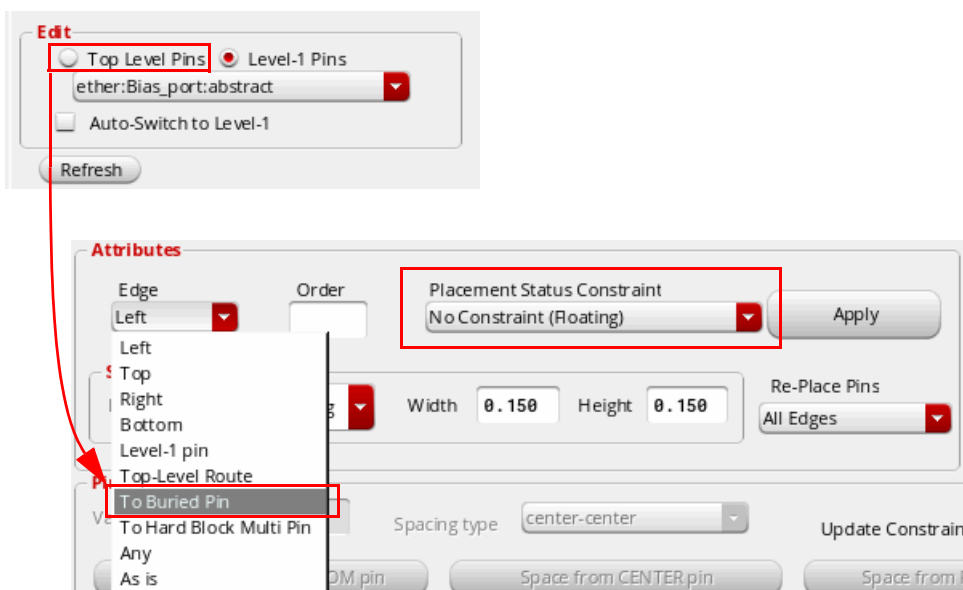 Edit
Top Level Pins Level-1 Pins
ether:Bias_port:abstract
Auto-Switch to Level-1
Refresh
Attributes
Edge Order Placement Status Constraint
Left No Constraint (Floating) Apply
Left
Top
Right
Bottom
Level-1 pin
Top-Level Route
To Buried Pin
To Hard Block Multi Pin
Any
As is
Width 0.150 Height 0.150
Re-Place Pins
All Edges
Spacing type center-center Update Constrain
OM pin Space from CENTER pin Space from